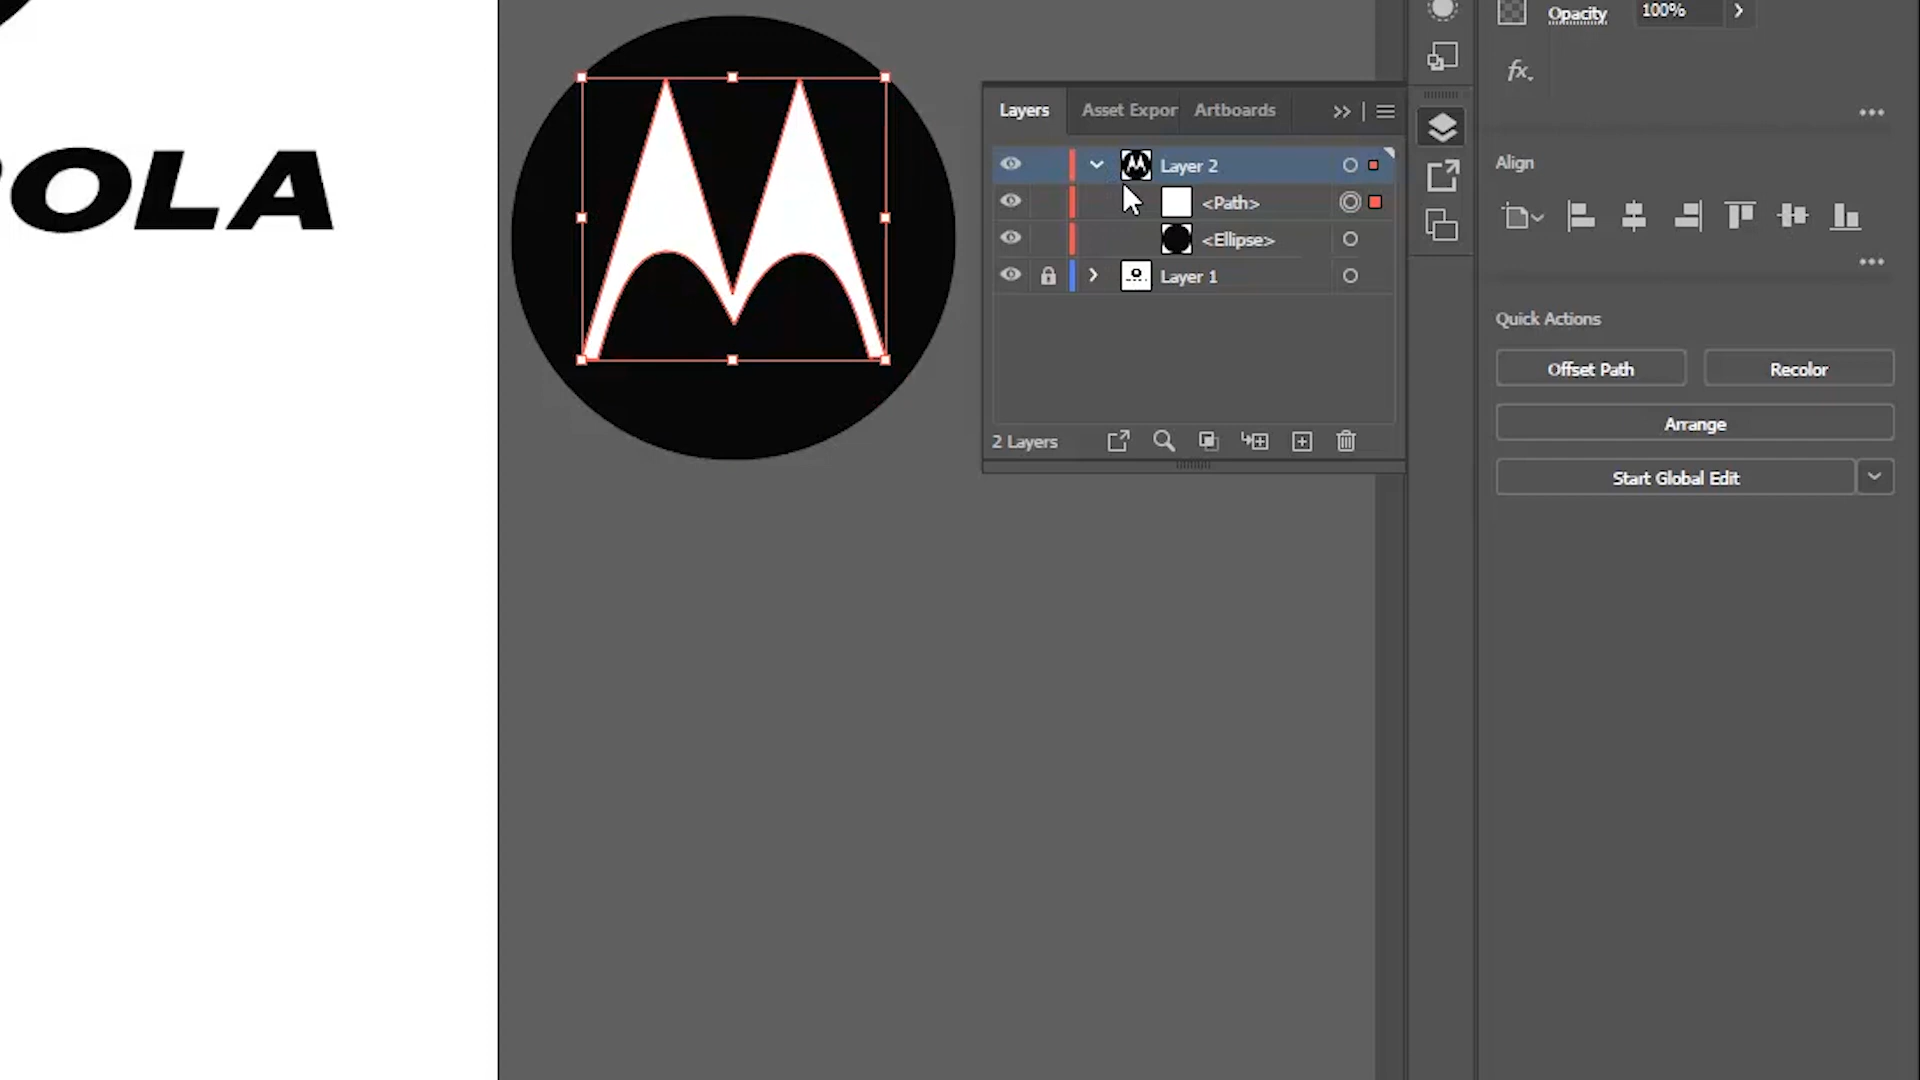 OLA
Layers
Asset Expor
Artboards
Layer 2
<Path>
<Ellipse>
Layer 1
2 Layers
Opacity
100%
fx.
Align
Quick Actions
Offset Path
Recolor
Arrange
Start Global Edit